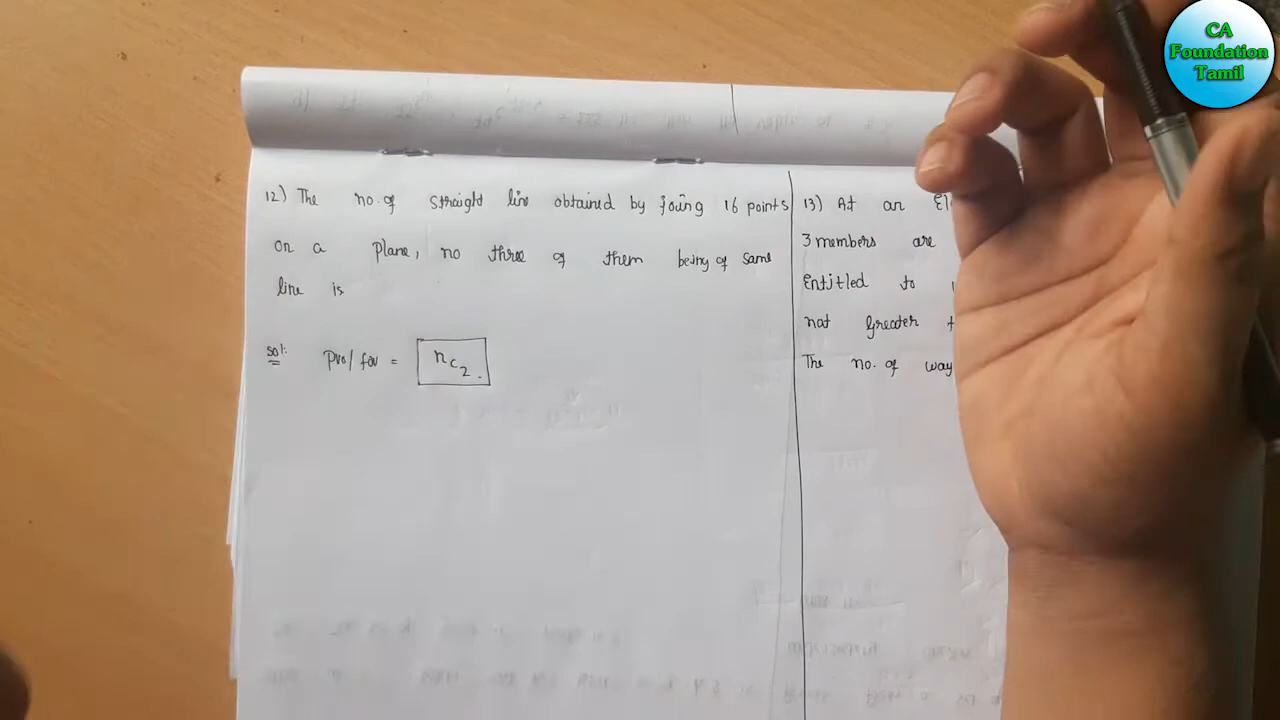 CA
Foundation
Tamil
12) The no. of straight line obtained by joing 16 points
on a plane, no three of them being of same
line is
sol:
= nc2.
13) At an
3 members are
Entitled to
not Greater
The no. of way